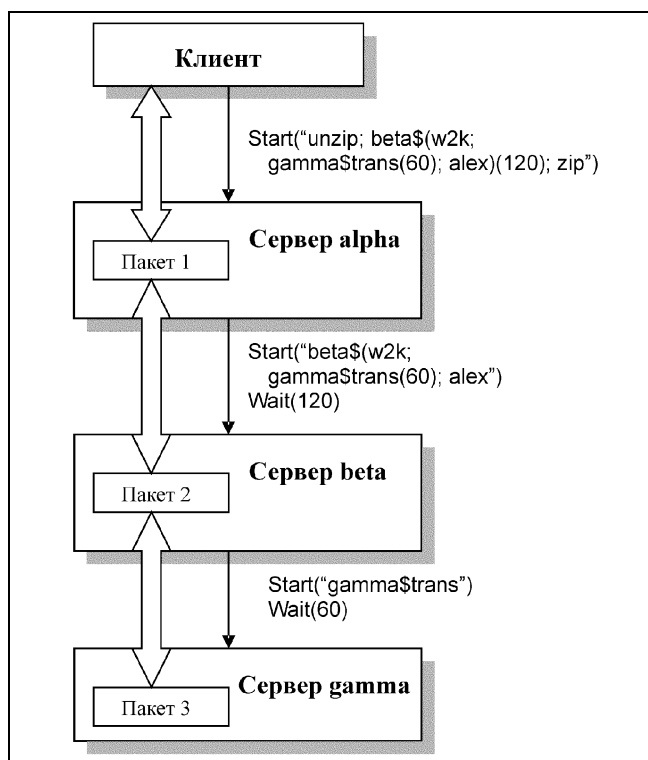 Клиент
Start(“unzip; beta$(w2k;
gamma$trans(60); alex)(120); zip”)
Сервер alpha
Пакет 1
Start(“beta$(w2k;
gamma$trans(60); alex”)
Wait(120)
Сервер beta
Пакет 2
Start(“gamma$trans”)
Wait(60)
Сервер gamma
Пакет 3